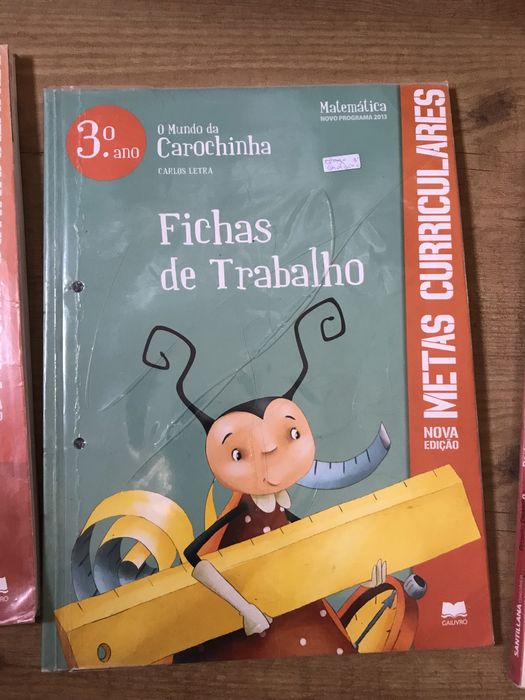 3.º ano
O Mundo da
Carochinha
CARLOS LETRA
Matemática
NOVO PROGRAMA 2013
Fichas
de Trabalho
METAS CURRICULARES
NOVA
EDIÇÃO
GAILIVRO
SANTILLANA